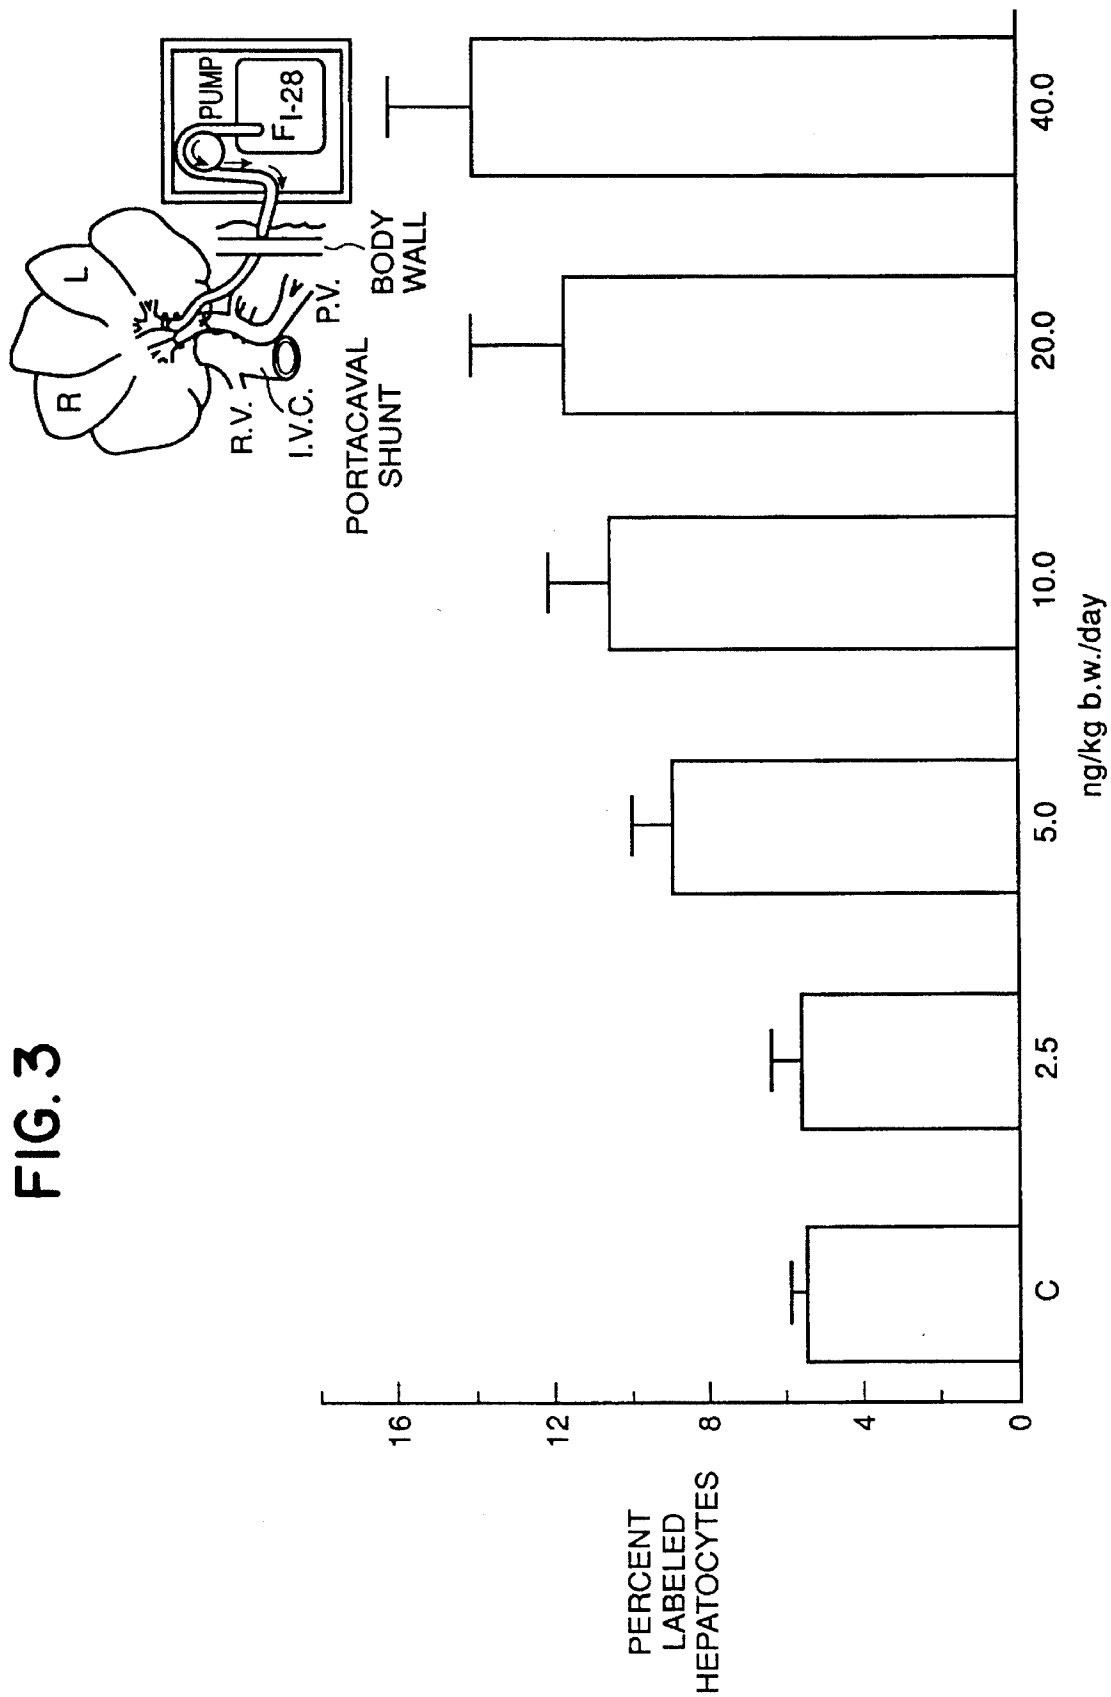 FIG. 3
R
L
PUMP
F1-28
R.V.
I.V.C.
P.V.
PORTACAVAL
SHUNT
BODY
WALL
PERCENT
LABELED
HEPATOCYTES
16
12
8
4
0
C
2.5
5.0
10.0
20.0
40.0
ng/kg b.w./day